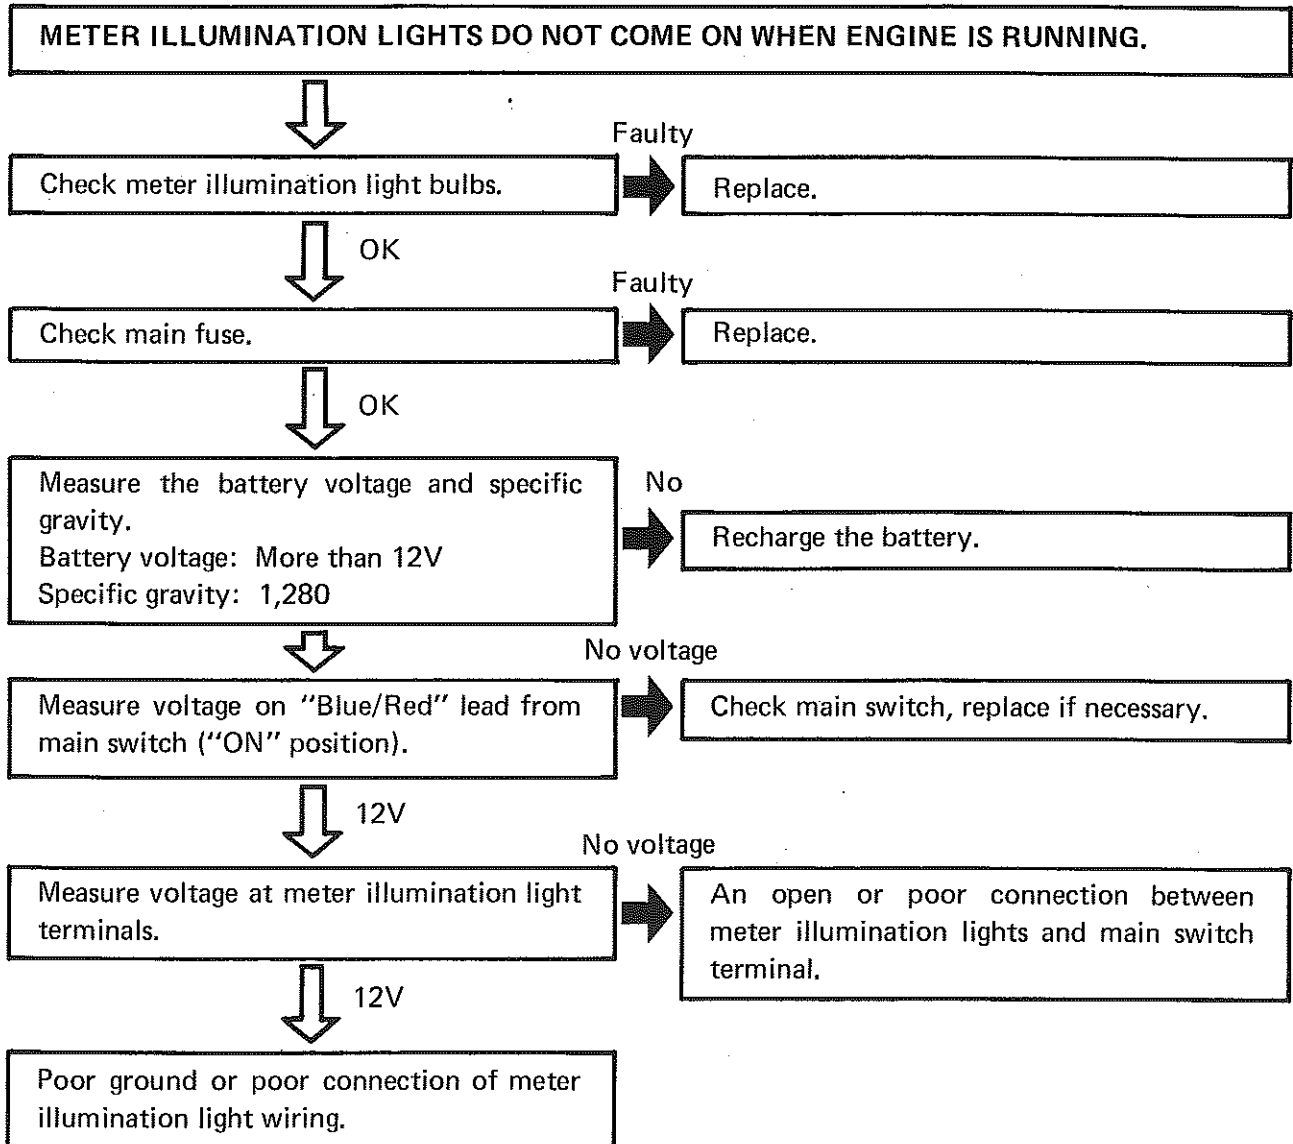 METER ILLUMINATION LIGHTS DO NOT COME ON WHEN ENGINE IS RUNNING.
Faulty
Check meter illumination light bulbs.
Replace.
OK
Faulty
Check main fuse.
Replace.
OK
Measure the battery voltage and specific
gravity.
Battery voltage: More than 12V
Specific gravity: 1,280
No
Recharge the battery.
No voltage
Measure voltage on "Blue/Red" lead from
main switch ("ON" position).
Check main switch, replace if necessary.
12V
No voltage
Measure voltage at meter illumination light
terminals.
An open or poor connection between
meter illumination lights and main switch
terminal.
12V
Poor ground or poor connection of meter
illumination light wiring.